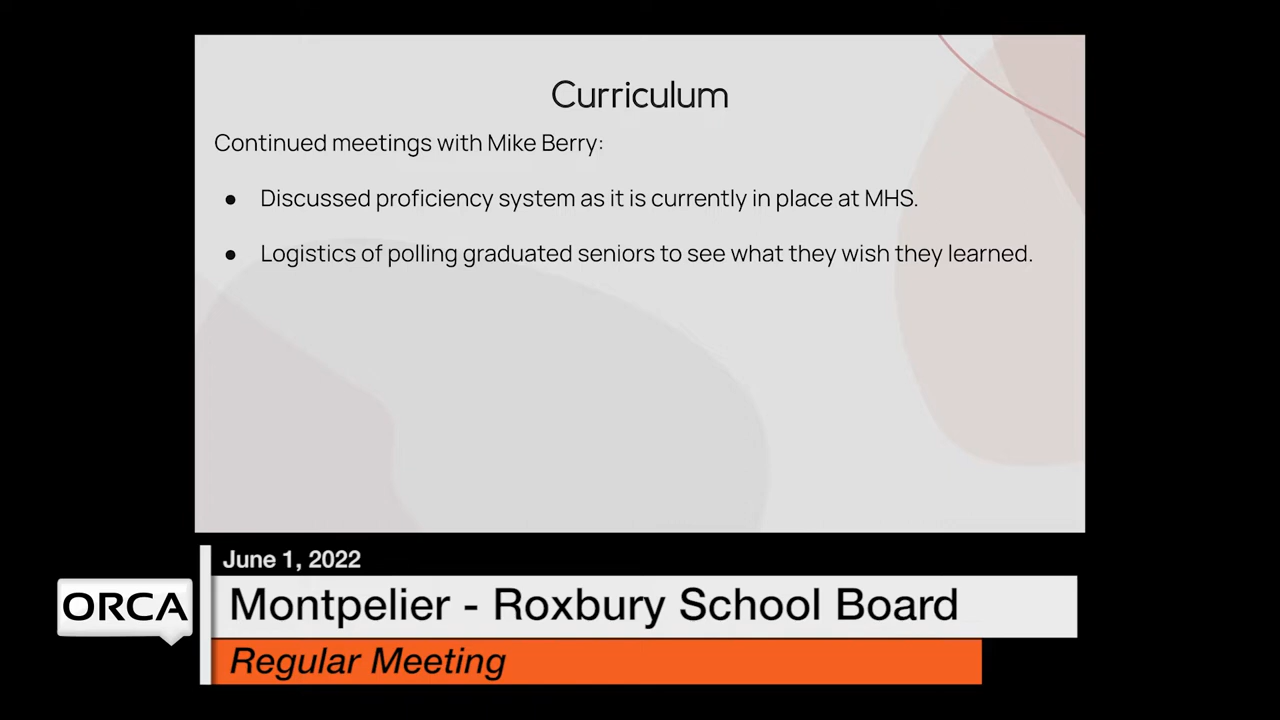 Curriculum
Continued meetings with Mike Berry:
● Discussed proficiency system as it is currently in place at MHS.
● Logistics of polling graduated seniors to see what they wish they learned.
June 1, 2022
ORCA
Montpelier - Roxbury School Board
Regular Meeting